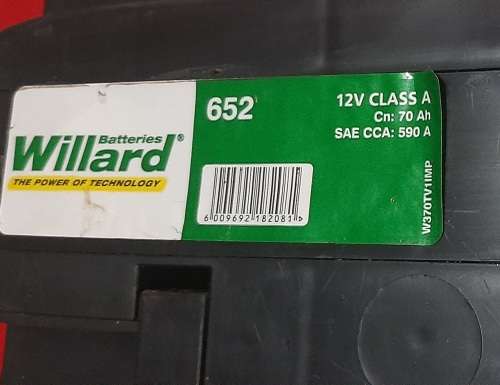 Batteries
Willard®
THE POWER OF TECHNOLOGY
652
12V CLASS A
Cn: 70 Ah
SAE CCA: 590 A
6 009692 182081
W370TV1IMP